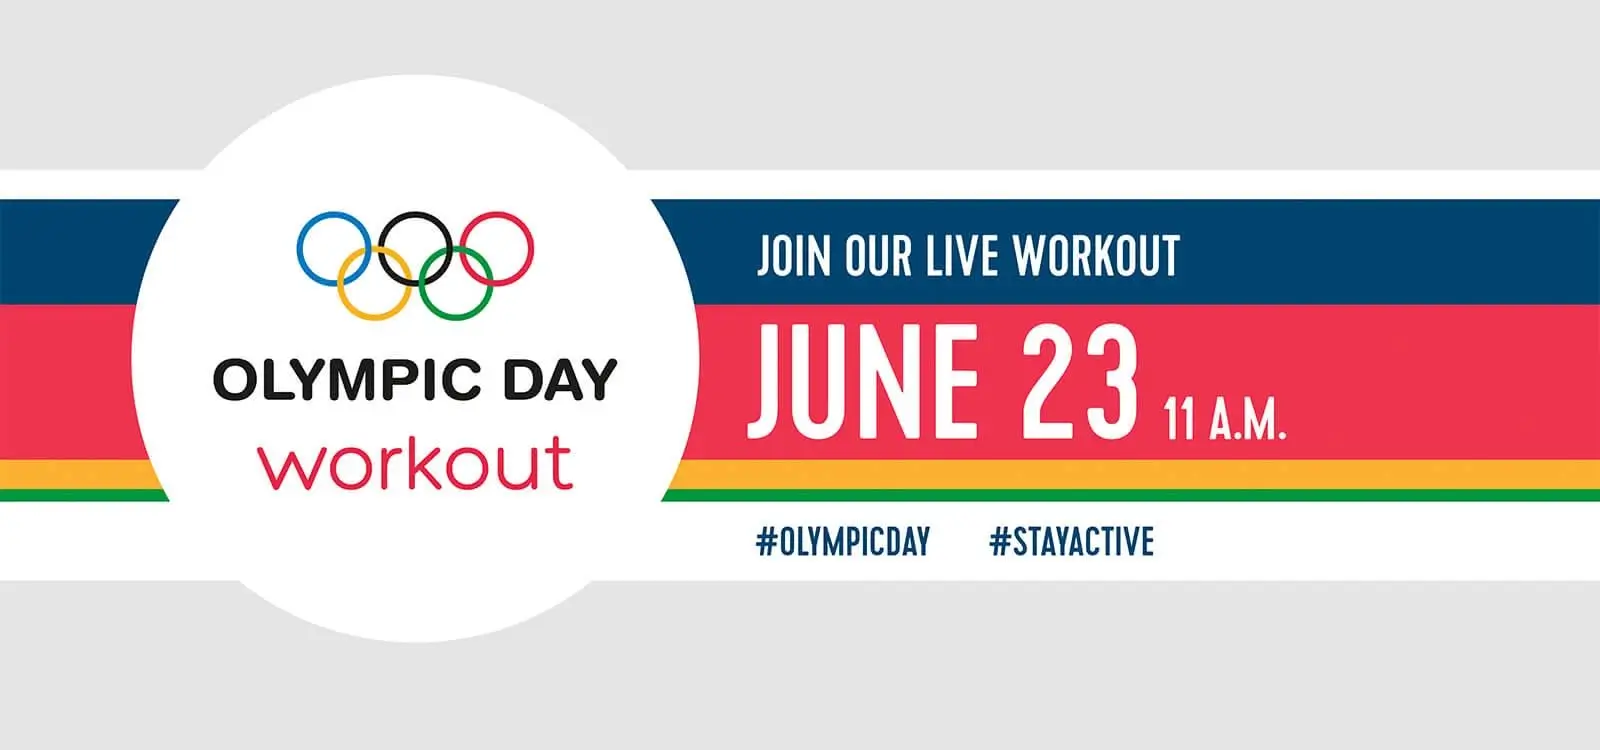 OLYMPIC DAY
workout
JOIN OUR LIVE WORKOUT
JUNE 23 11 A.M.
#OLYMPICDAY #STAYACTIVE